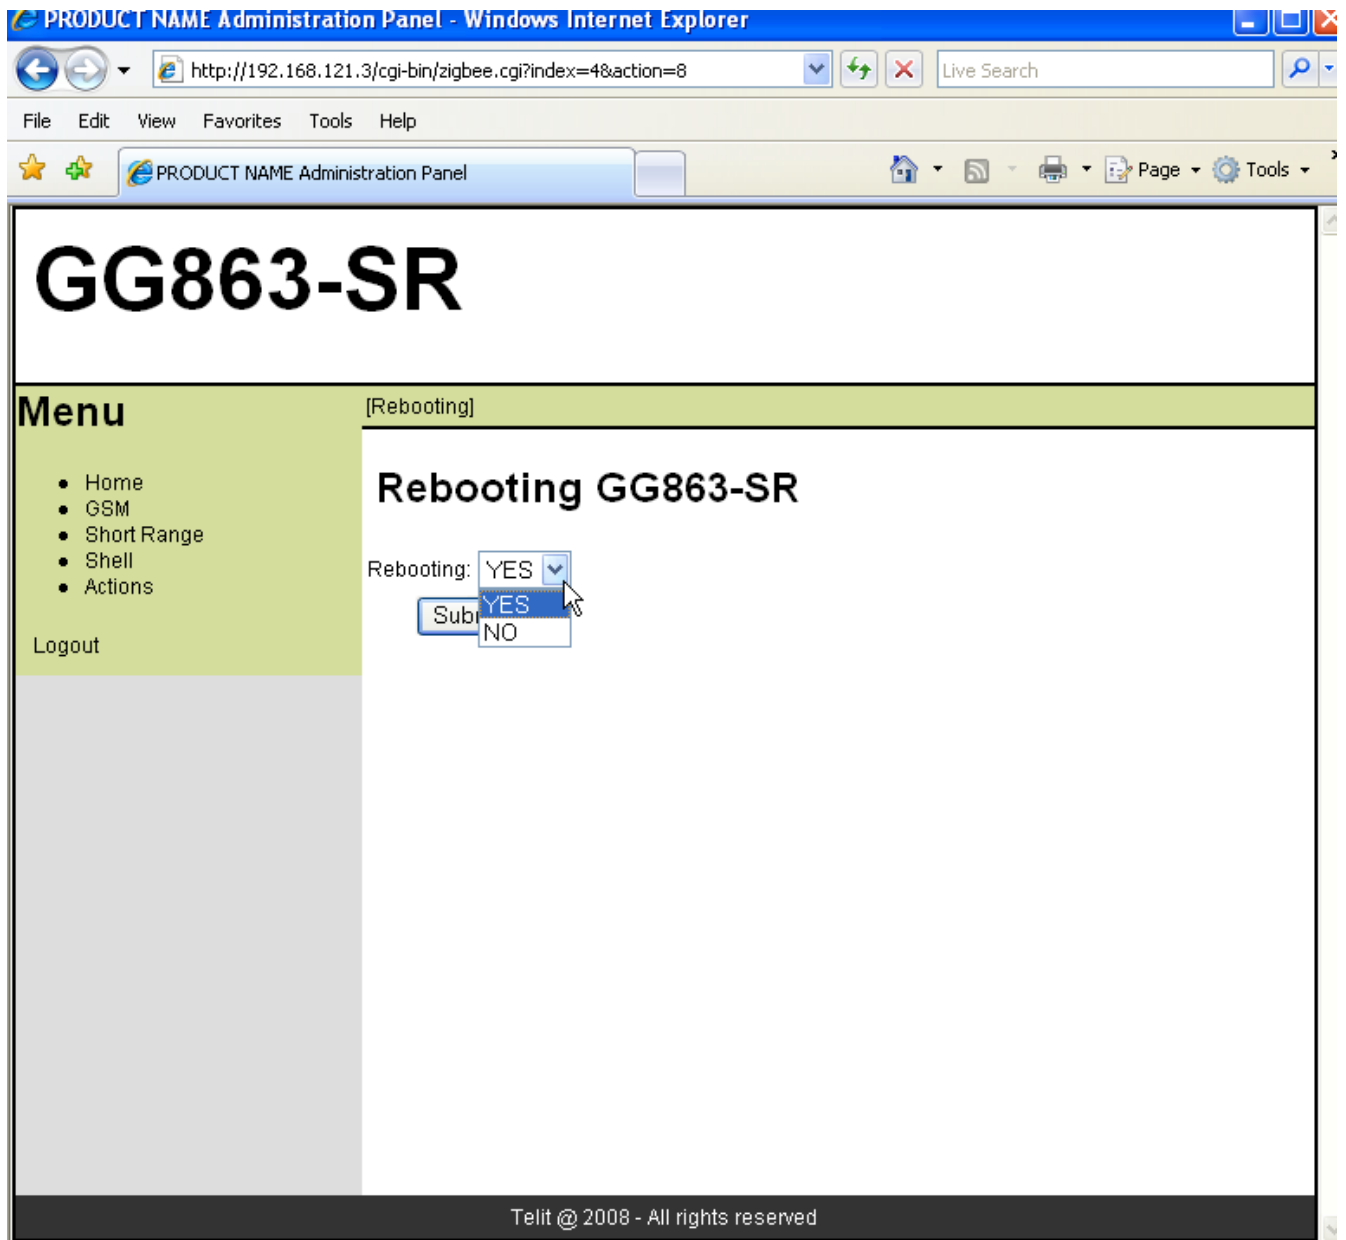 PRODUCT NAME Administration Panel - Windows Internet Explorer
http://192.168.121.3/cgi-bin/zigbee.cgi?index=4&action=8
Live Search
File Edit View Favorites Tools Help
PRODUCT NAME Administration Panel
Page Tools
GG863-SR
Menu
[Rebooting]
Home
GSM
Short Range
Shell
Actions
Logout
Rebooting GG863-SR
Rebooting: YES
YES
NO
Telit @ 2008 - All rights reserved